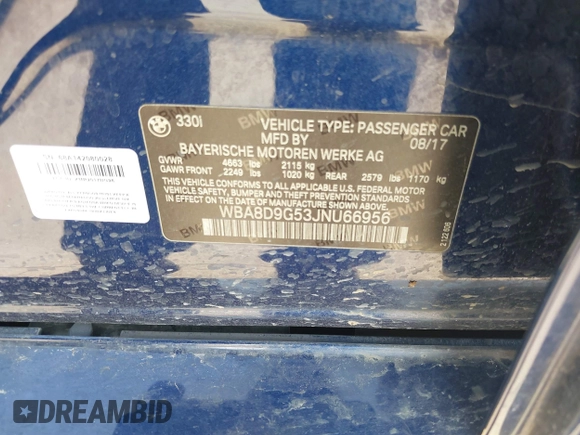 BMW
330i
VEHICLE TYPE: PASSENGER CAR
MFD BY
08/17
BAYERISCHE MOTOREN WERKE AG
GVWR 4663 lbs 2115 kg
GAWR FRONT 2249 lbs 1020 kg REAR 2579 lbs 1170 kg
THIS VEHICLE CONFORMS TO ALL APPLICABLE U.S. FEDERAL MOTOR
VEHICLE SAFETY, BUMPER AND THEFT PREVENTION STANDARDS
IN EFFECT ON THE DATE OF MANUFACTURE SHOWN ABOVE.
WBA8D9G53JNU66956
DREAMBID